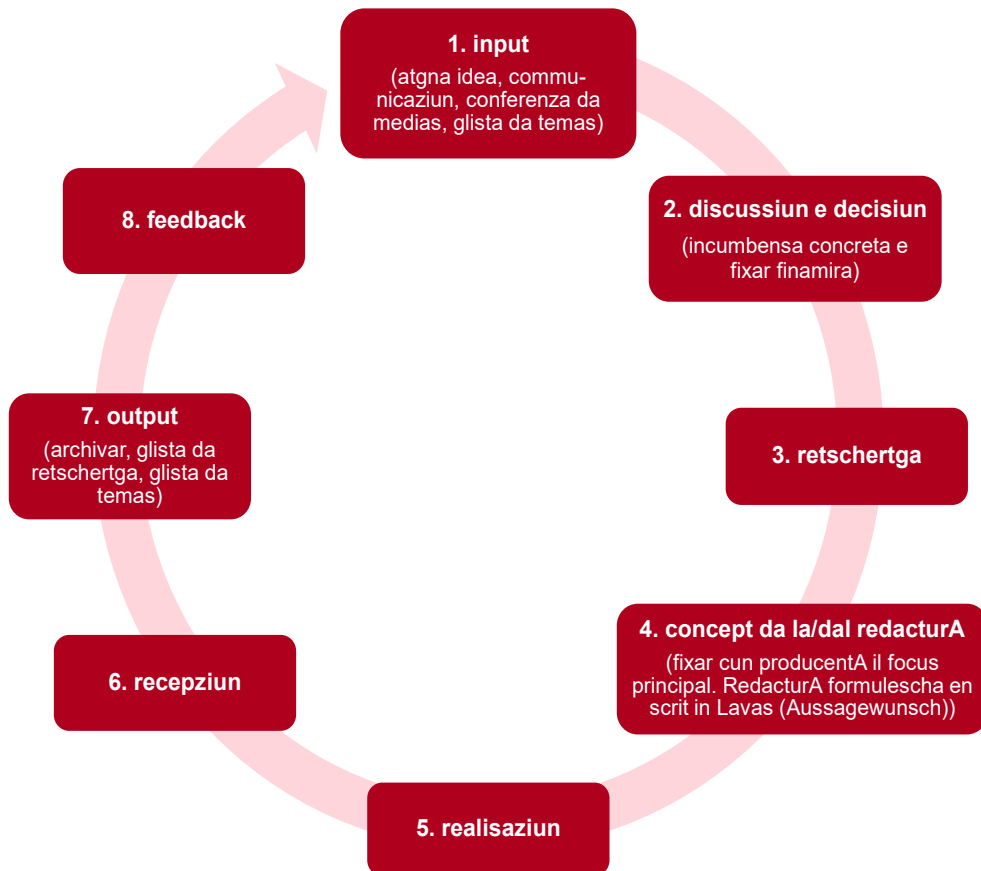 1. input
(atgna idea, commu-
nicaziun, conferenza da
medias, glista da temas)
2. discussiun e decisiun
(incumbensa concreta e
fixar finamira)
3. retschertga
4. concept da la/dal redacturA
(fixar cun producentA il focus
principal. RedacturA formulescha en
scrit in Lavas (Aussagewunsch))
5. realisaziun
6. recepziun
7. output
(archivar, glista da
retschertga, glista da
temas)
8. feedback